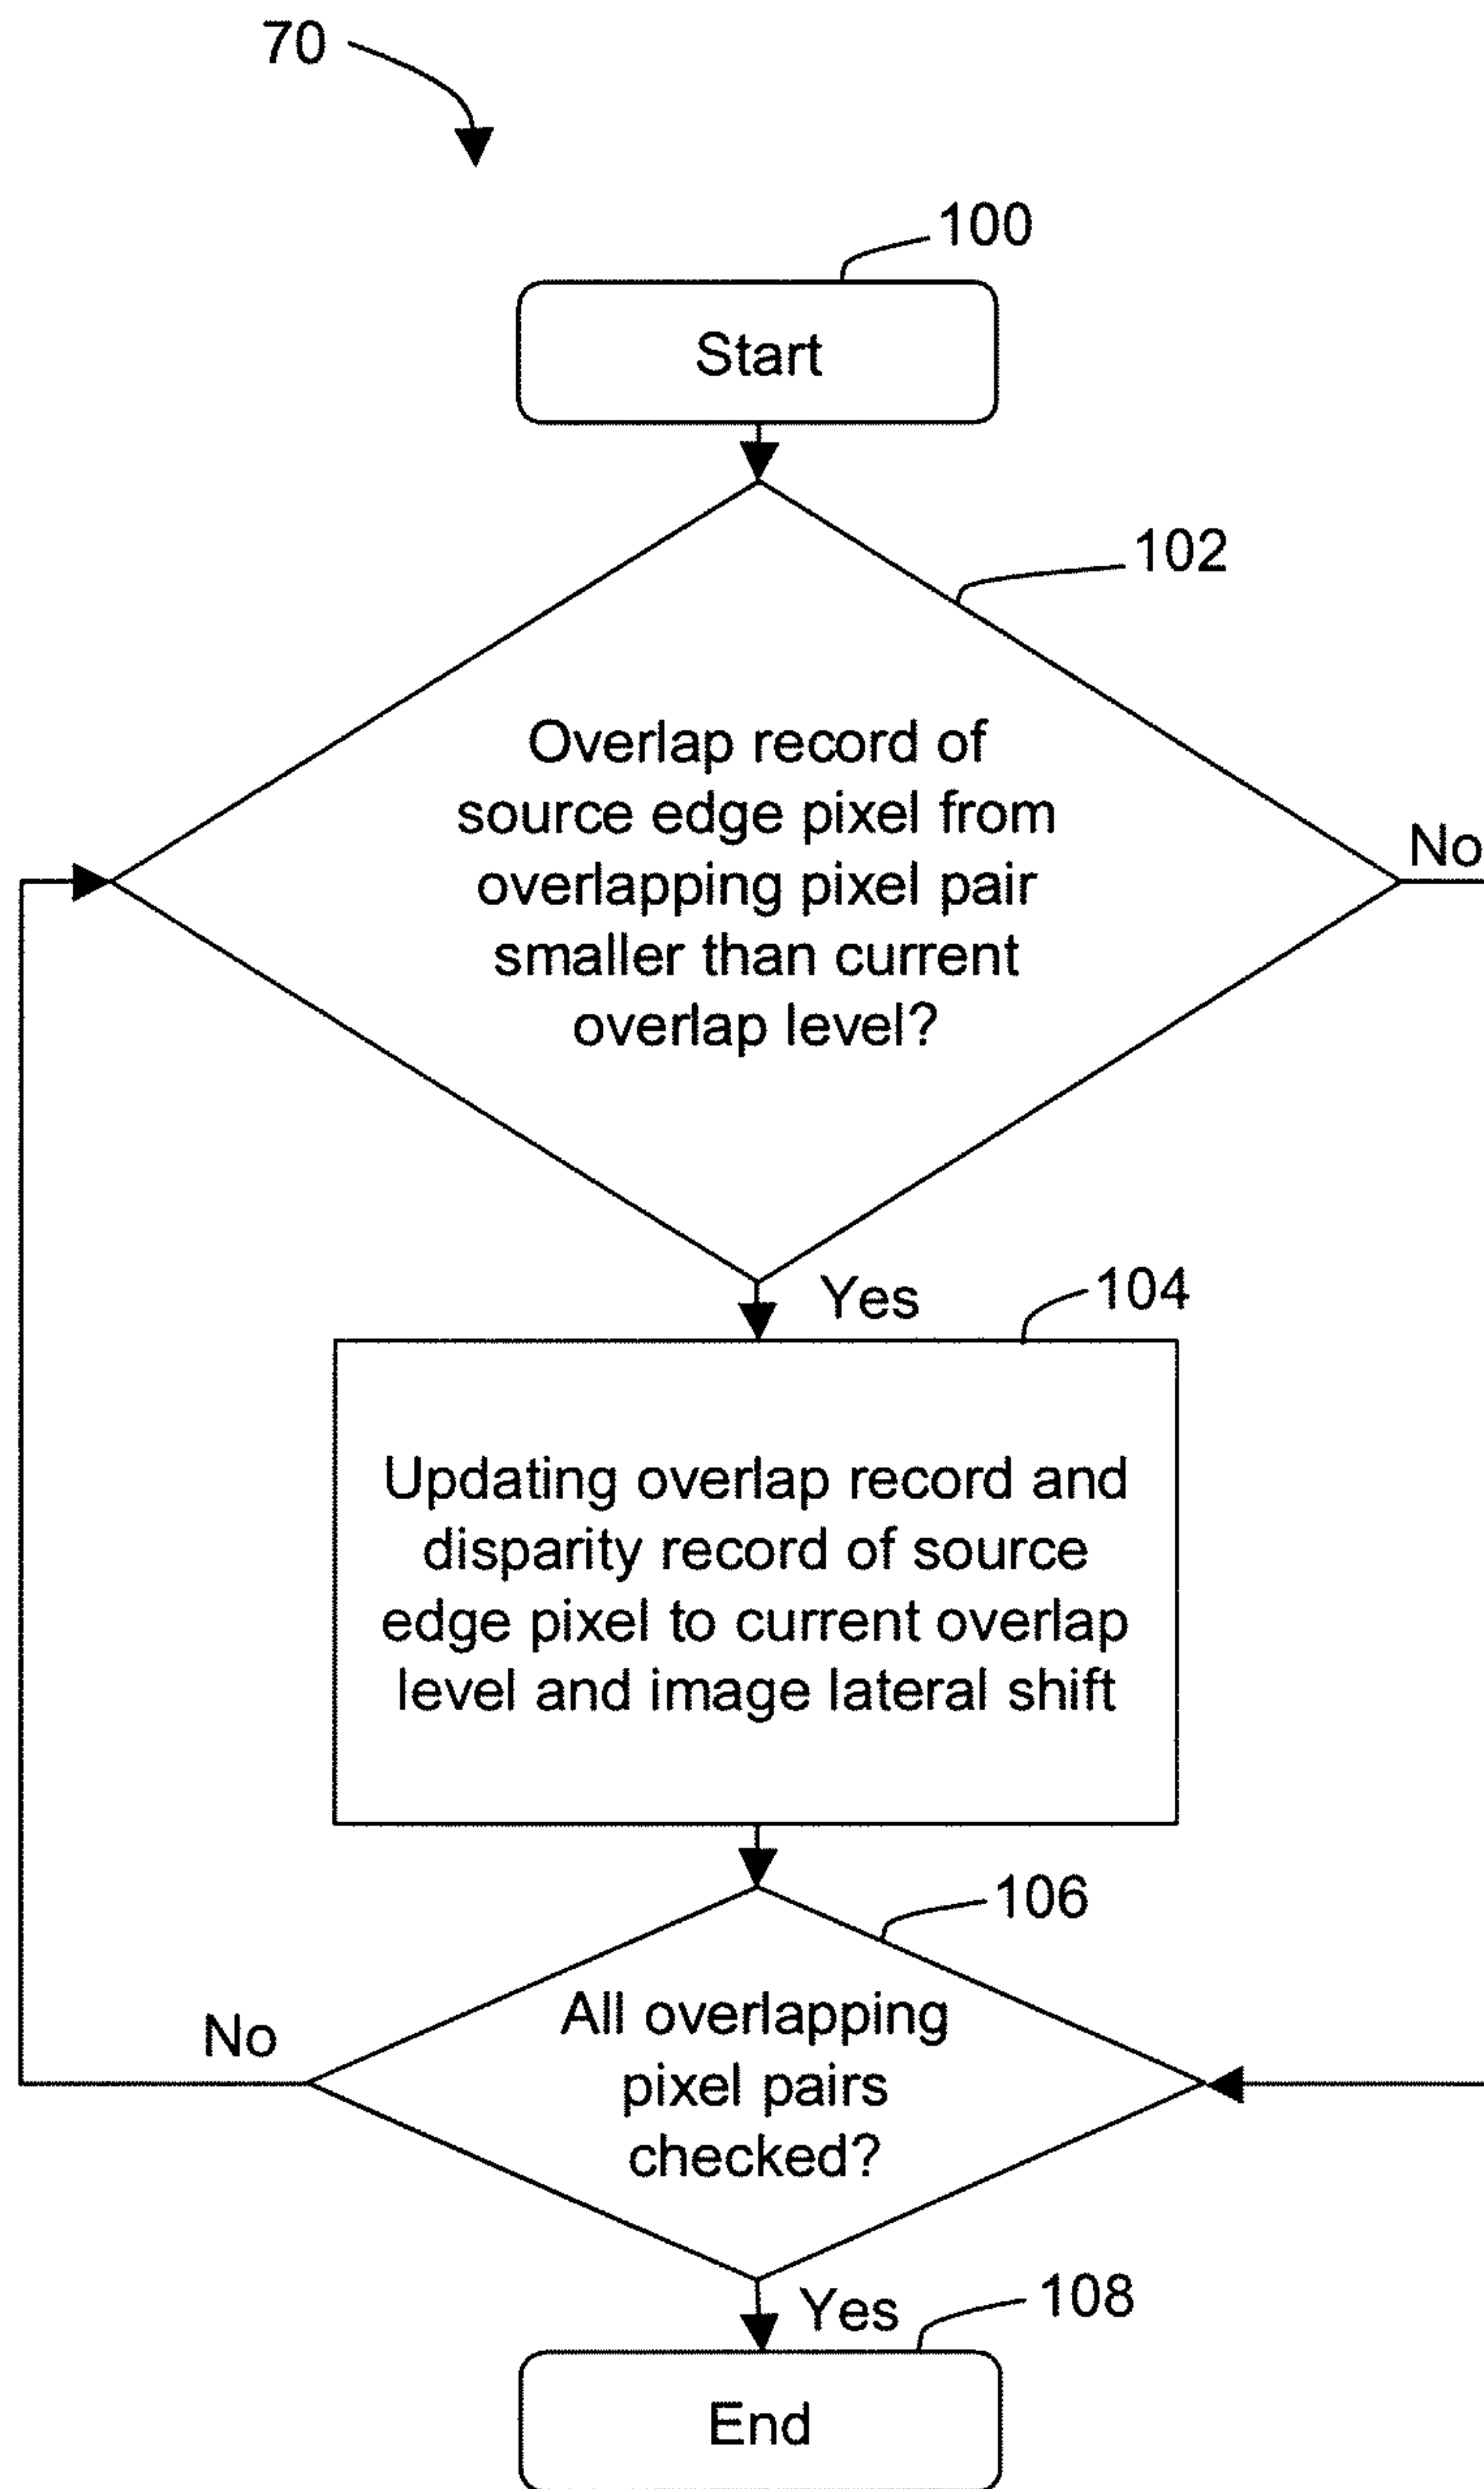 70
100
Start
102
Overlap record of
source edge pixel from
overlapping pixel pair
smaller than current
overlap level?
No
Yes
104
Updating overlap record and
disparity record of source
edge pixel to current overlap
level and image lateral shift
106
All overlapping
pixel pairs
checked?
No
Yes
108
End